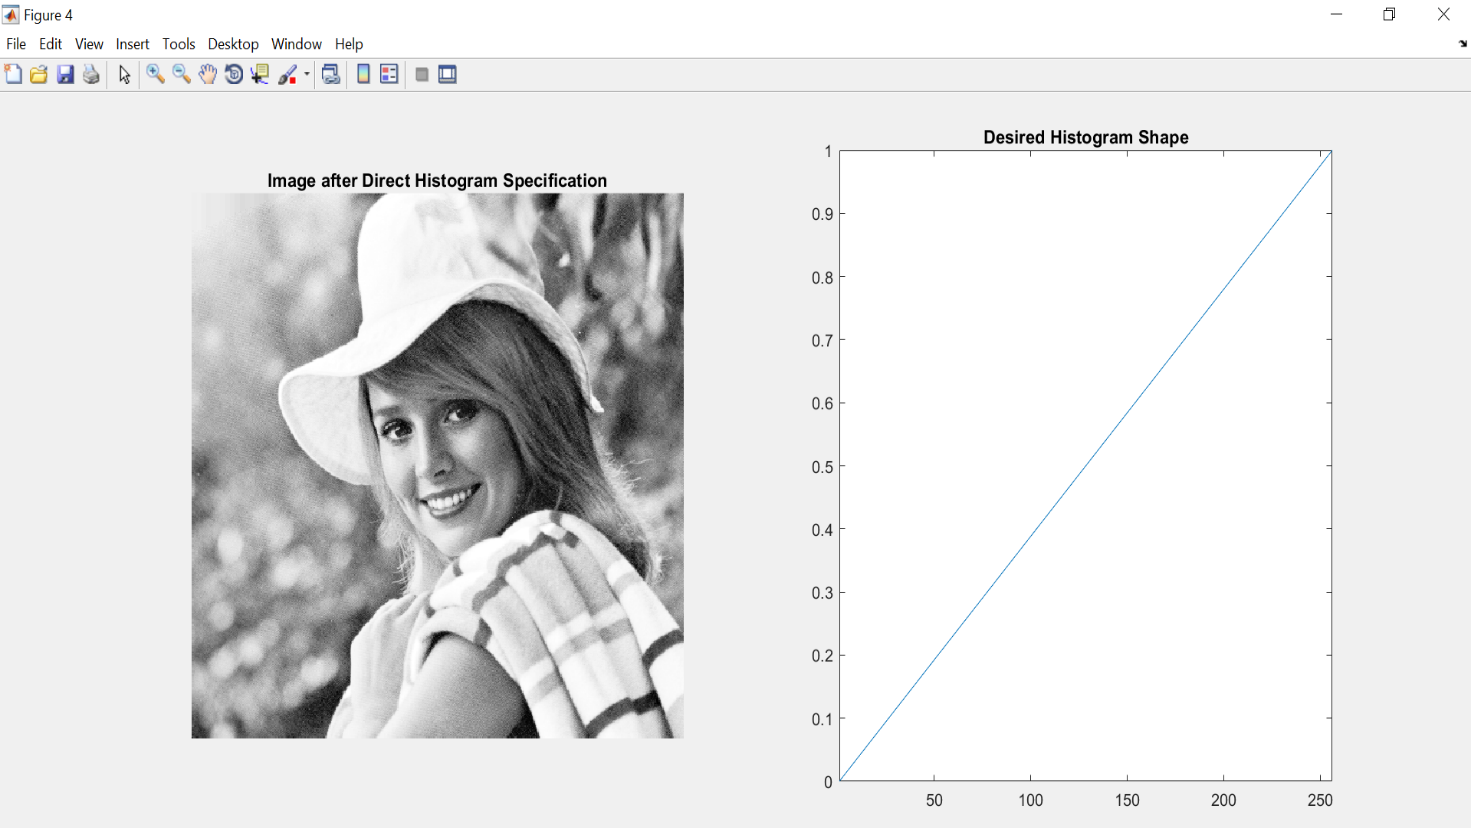 Figure 4
File Edit View Insert Tools Desktop Window Help
Image after Direct Histogram Specification
Desired Histogram Shape
1
0.9
0.8
0.7
0.6
0.5
0.4
0.3
0.2
0.1
0
50 100 150 200 250